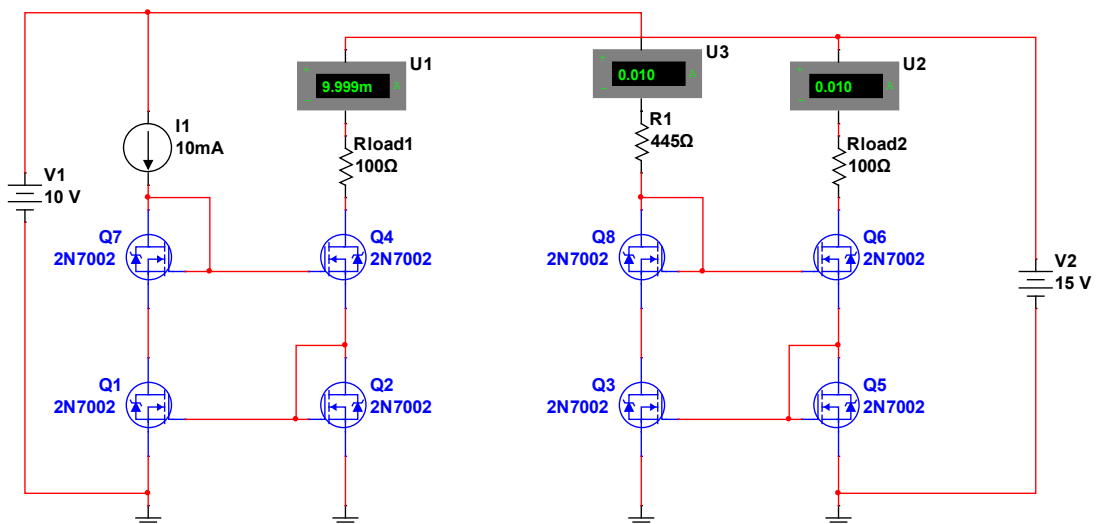 U1
9.999m A
U3
0.010 A
U2
0.010 A
I1
10mA
Rload1
100Ω
R1
445Ω
Rload2
100Ω
V1
10 V
Q7
2N7002
Q4
2N7002
Q8
2N7002
Q6
2N7002
V2
15 V
Q1
2N7002
Q2
2N7002
Q3
2N7002
Q5
2N7002